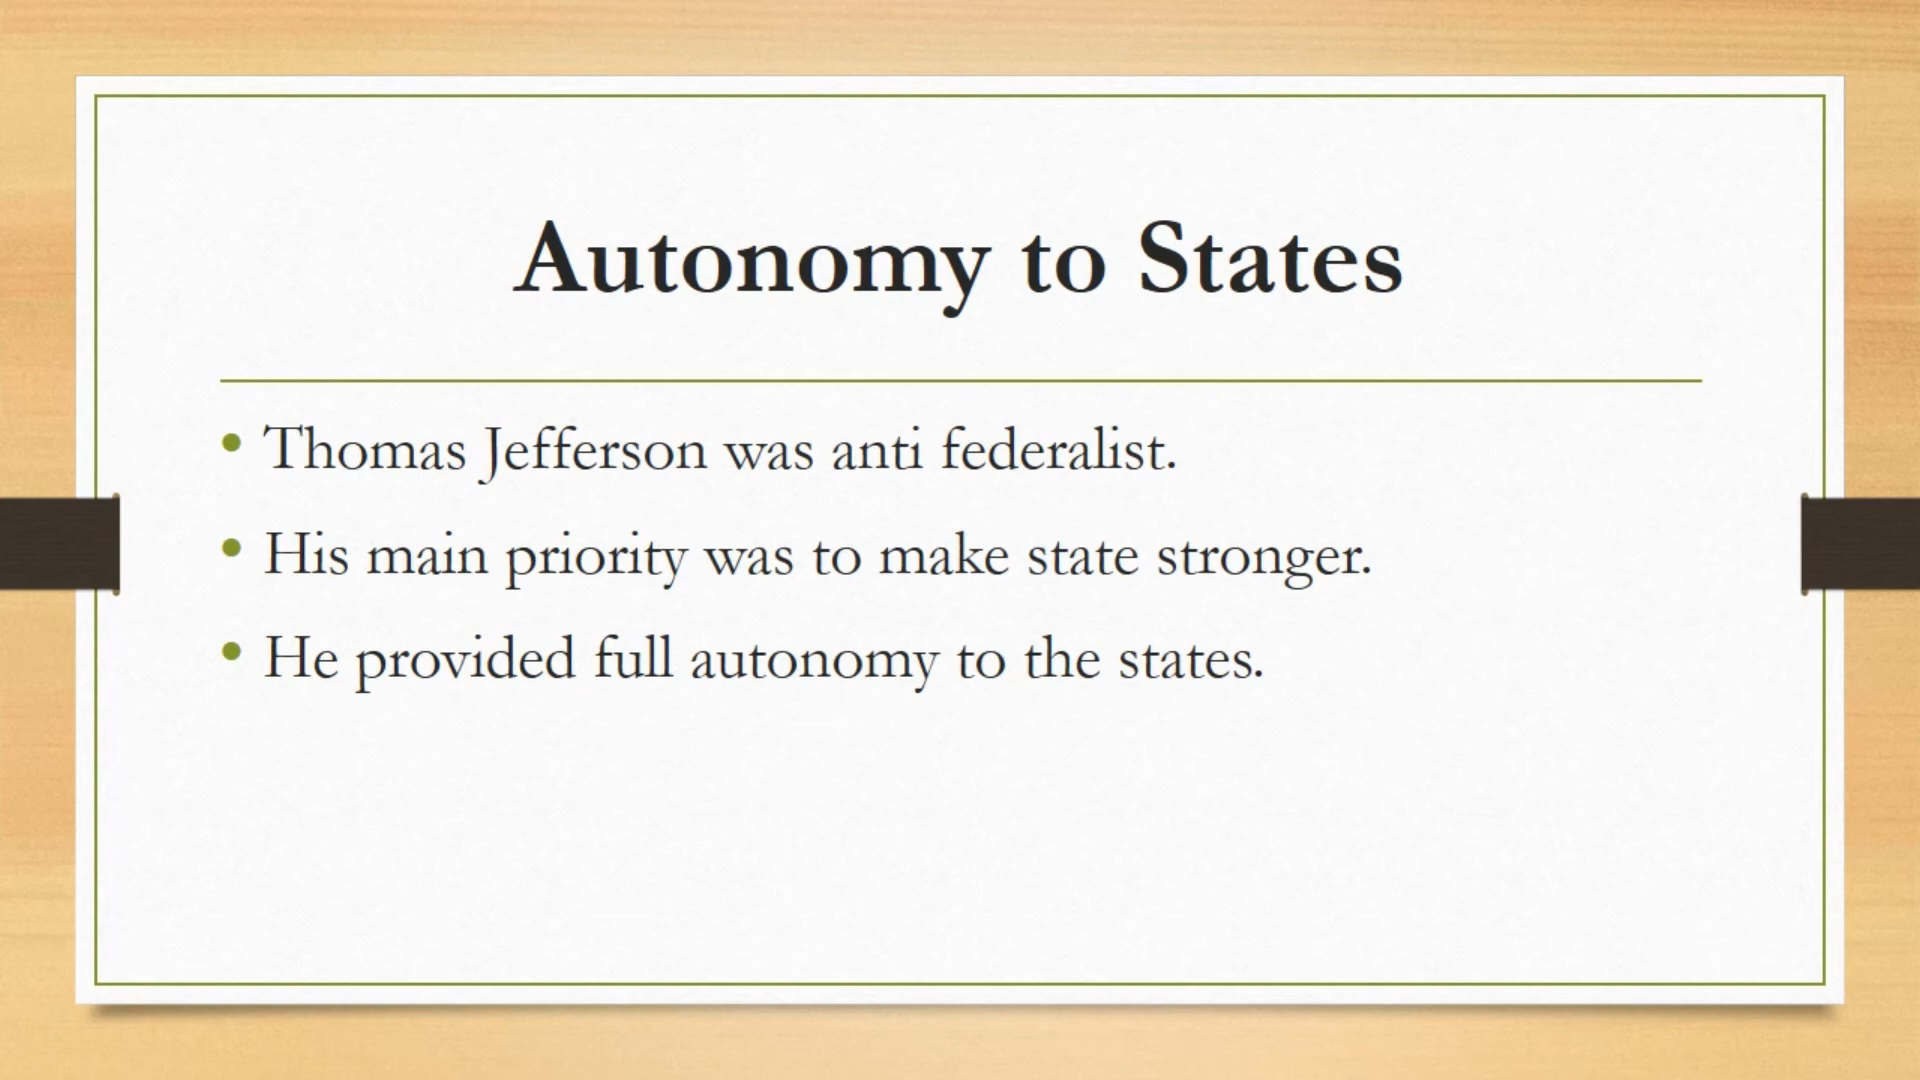 Autonomy to States
• Thomas Jefferson was anti federalist.
• His main priority was to make state stronger.
• He provided full autonomy to the states.